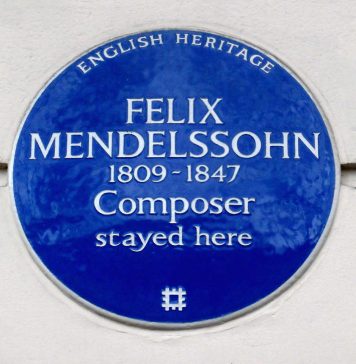 ENGLISH HERITAGE
FELIX
MENDELSSOHN
1809-1847
Composer
stayed here